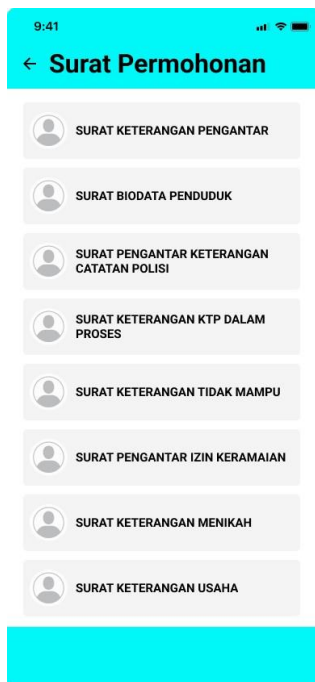 9:41
Surat Permohonan
SURAT KETERANGAN PENGANTAR
SURAT BIODATA PENDUDUK
SURAT PENGANTAR KETERANGAN
CATATAN POLISI
SURAT KETERANGAN KTP DALAM
PROSES
SURAT KETERANGAN TIDAK MAMPU
SURAT PENGANTAR IZIN KERAMAIAN
SURAT KETERANGAN MENIKAH
SURAT KETERANGAN USAHA